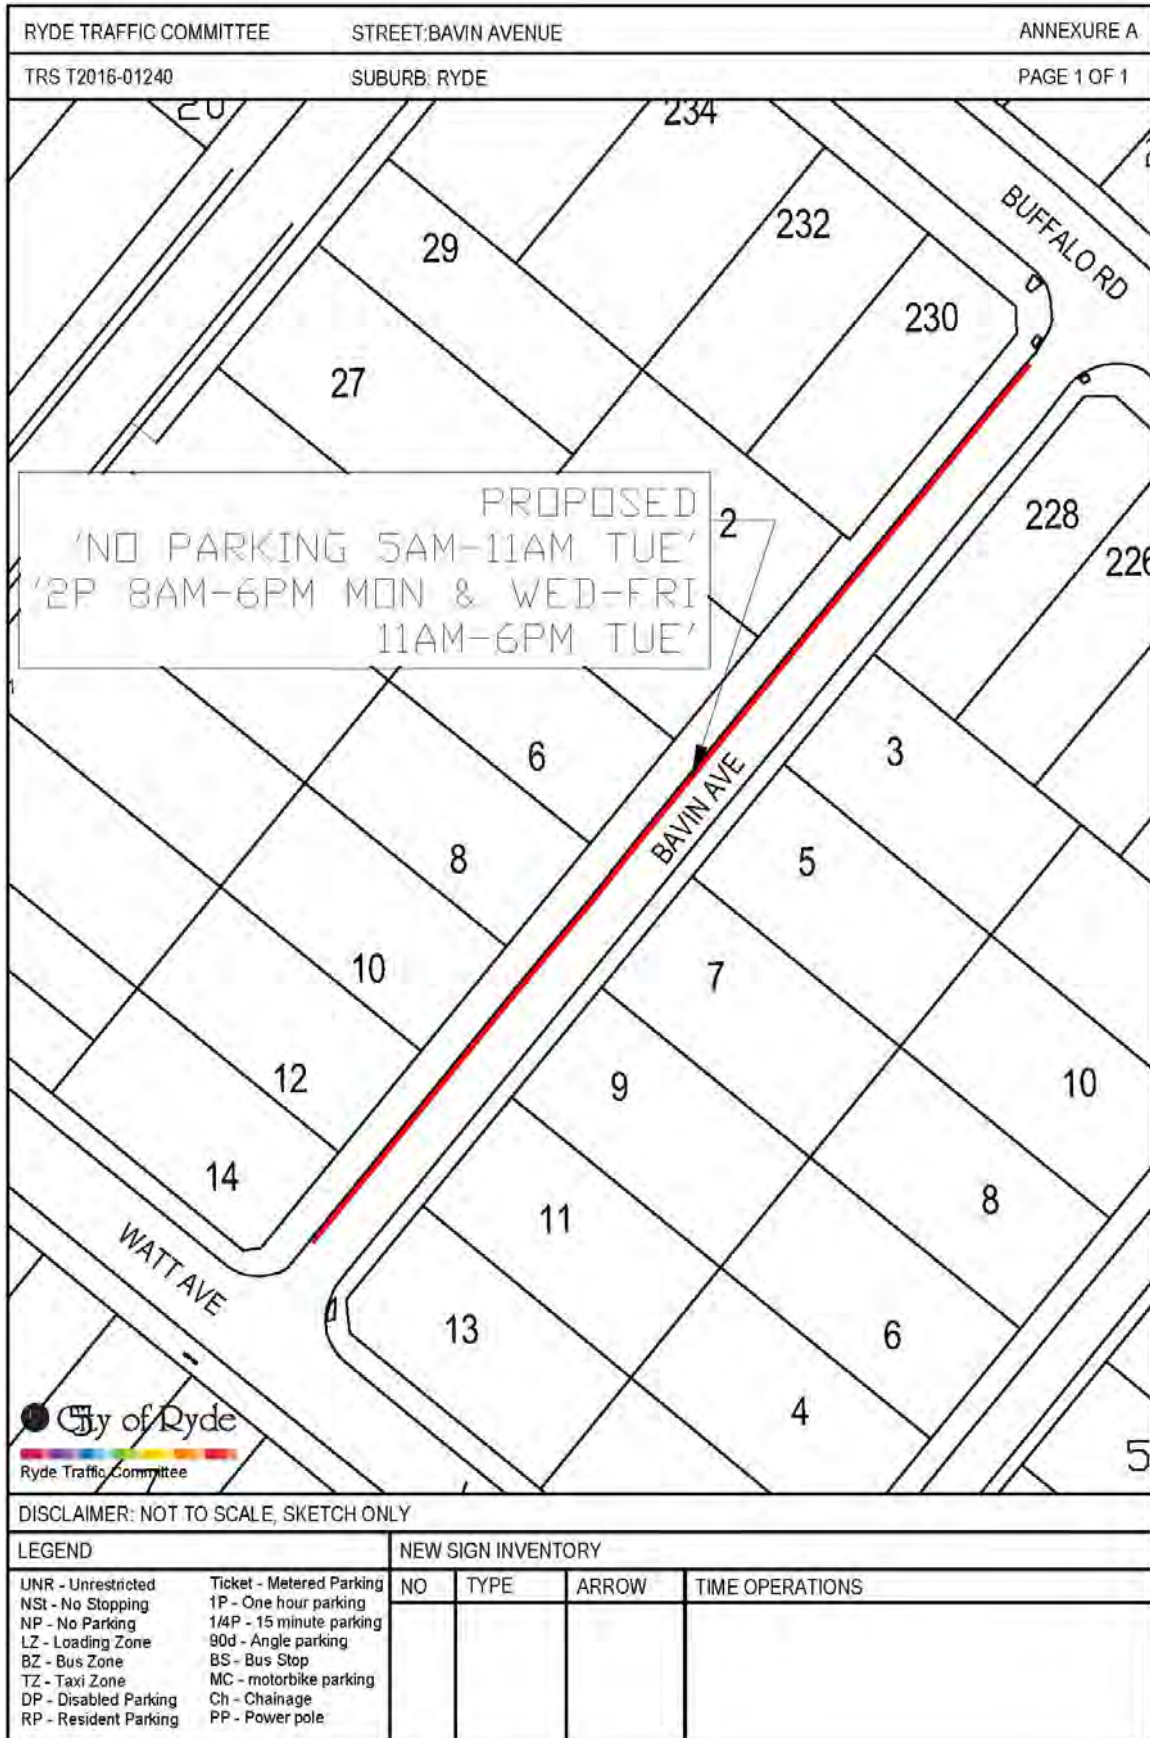 RYDE TRAFFIC COMMITTEE STREET:BAVIN AVENUE ANNEXURE A
TRS T2016-01240 SUBURB: RYDE PAGE 1 OF 1
20
234
BUFFALO RD
232
29
230
27
PROPOSED
'NO PARKING 5AM-11AM TUE'
'2P 8AM-6PM MON & WED-FRI
11AM-6PM TUE'
2
228
226
6
3
BAVIN AVE
8
5
10
7
12
9
10
14
11
8
WATT AVE
13
6
4
5
5
City of Ryde
Ryde Traffic Committee
DISCLAIMER: NOT TO SCALE, SKETCH ONLY
LEGEND
UNR - Unrestricted
NSt - No Stopping
NP - No Parking
LZ - Loading Zone
BZ - Bus Zone
TZ - Taxi Zone
DP - Disabled Parking
RP - Resident Parking
Ticket - Metered Parking
1P - One hour parking
1/4P - 15 minute parking
90d - Angle parking
BS - Bus Stop
MC - motorbike parking
Ch - Chainage
PP - Power pole
NEW SIGN INVENTORY
NO TYPE ARROW TIME OPERATIONS